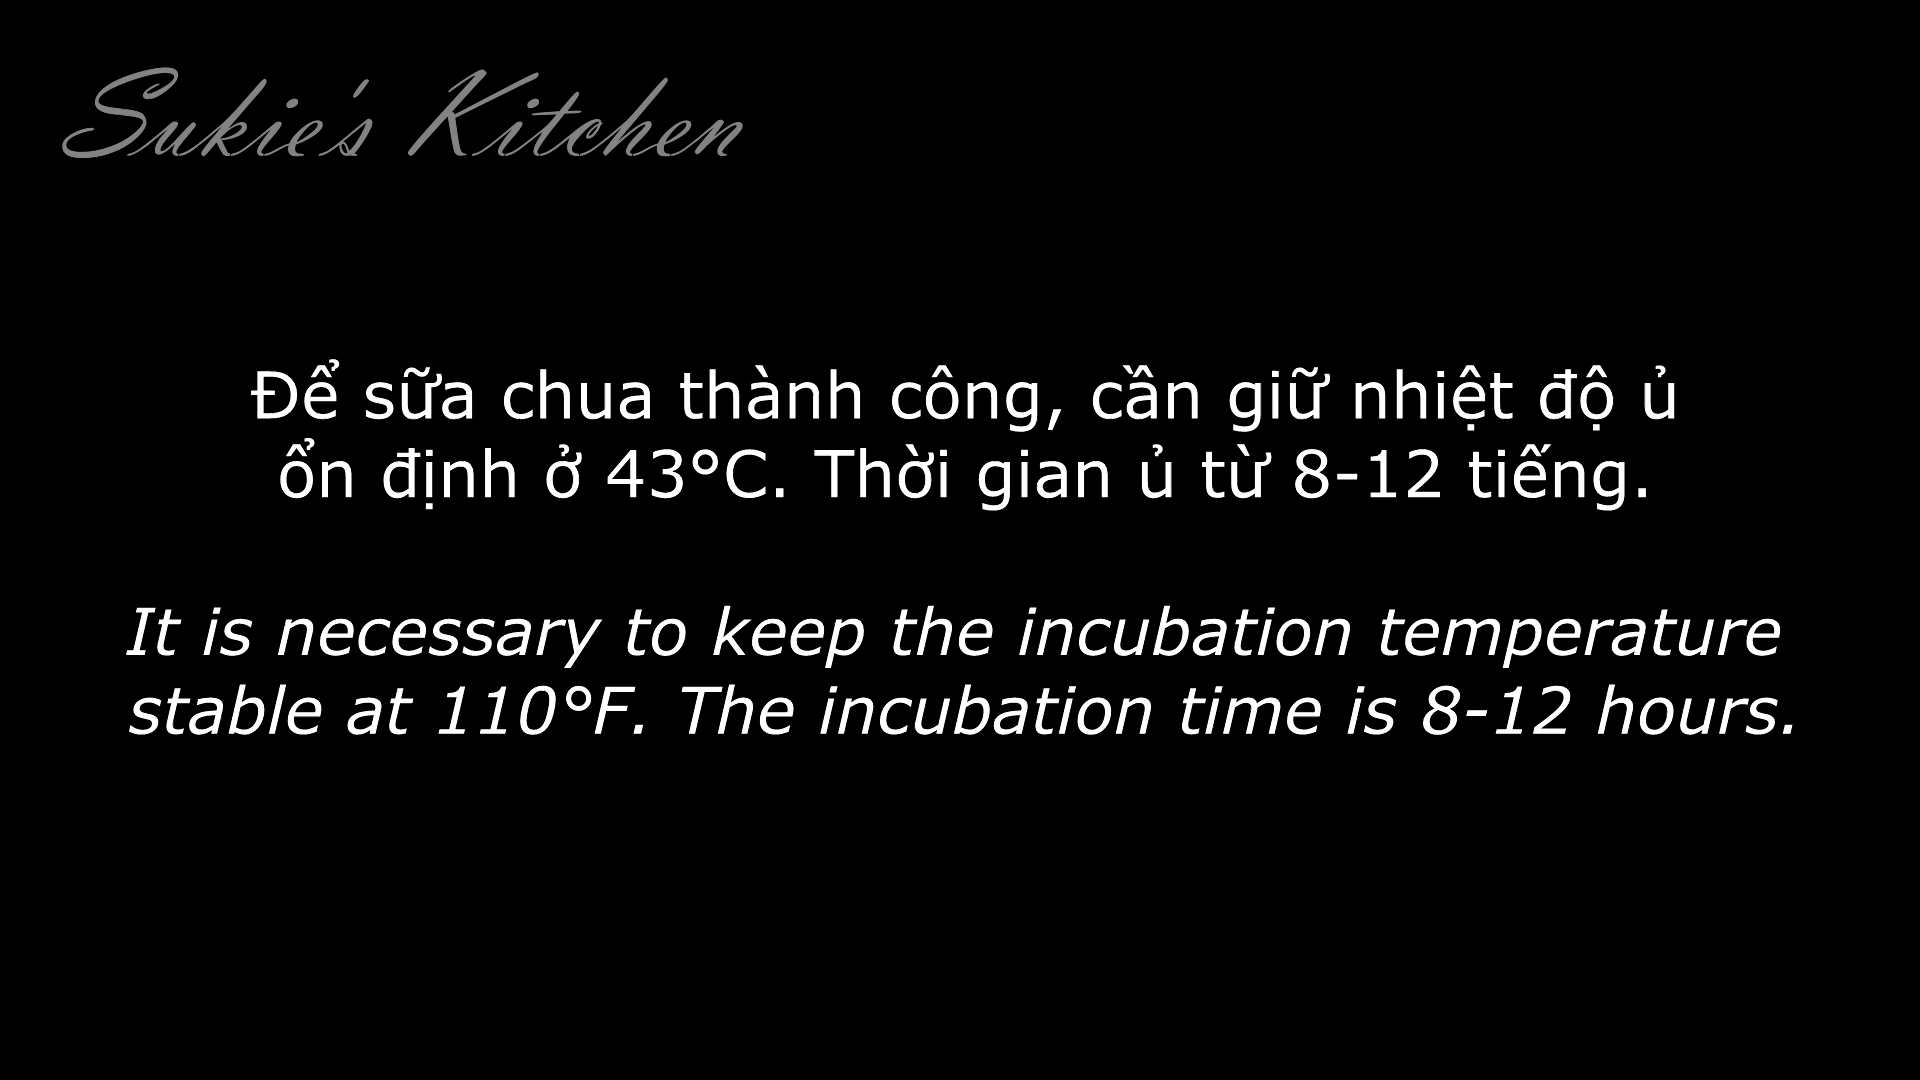 Sukie's Kitchen
Để sữa chua thành công, cần giữ nhiệt độ ủ
ổn định ở 43°C. Thời gian ủ từ 8-12 tiếng.
It is necessary to keep the incubation temperature
stable at 110°F. The incubation time is 8-12 hours.